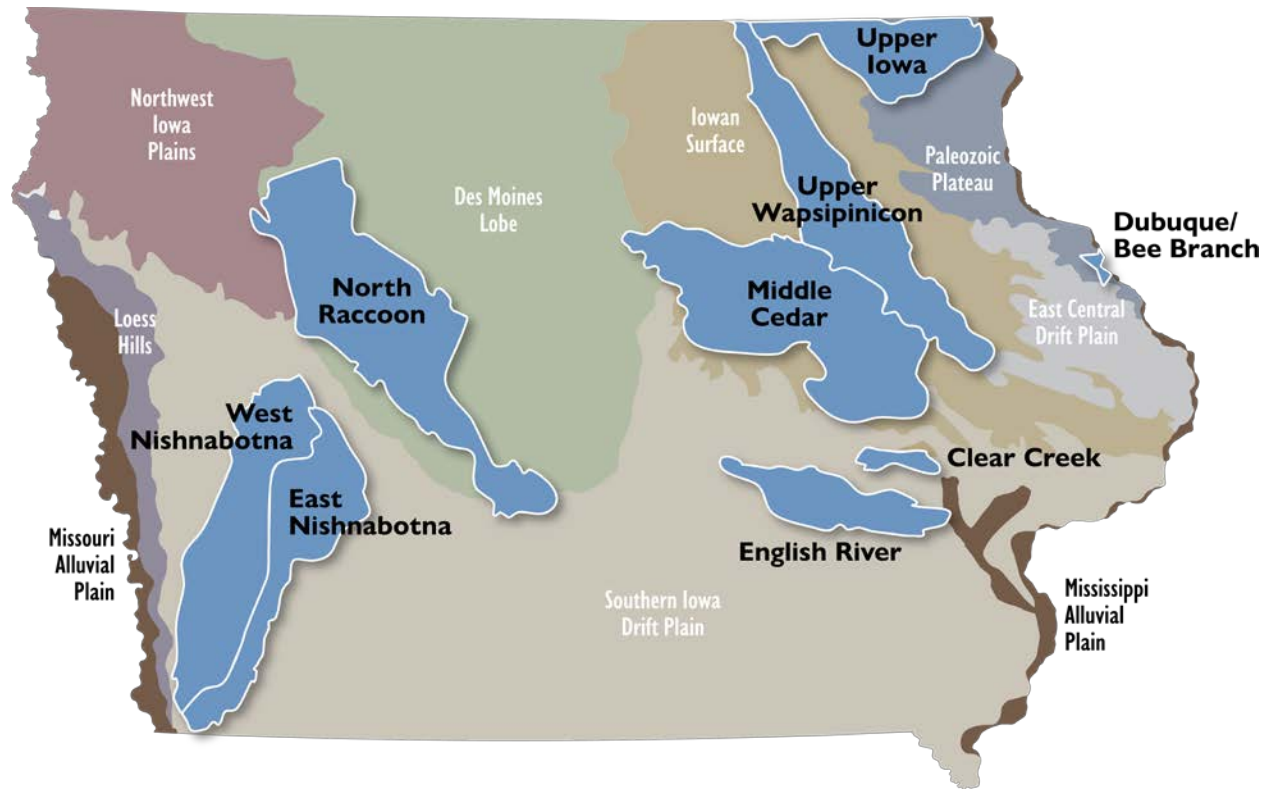 Upper
Iowa
Northwest
Iowa
Plains
Iowan
Surface
Paleozoic
Plateau
Des Moines
Lobe
Upper
Wapsipinicon
Dubuque/
Bee Branch
North
Raccoon
Middle
Cedar
East Central
Drift Plain
Loess
Hills
West
Nishnabotna
Clear Creek
East
Nishnabotna
English River
Missouri
Alluvial
Plain
Southern Iowa
Drift Plain
Mississippi
Alluvial
Plain